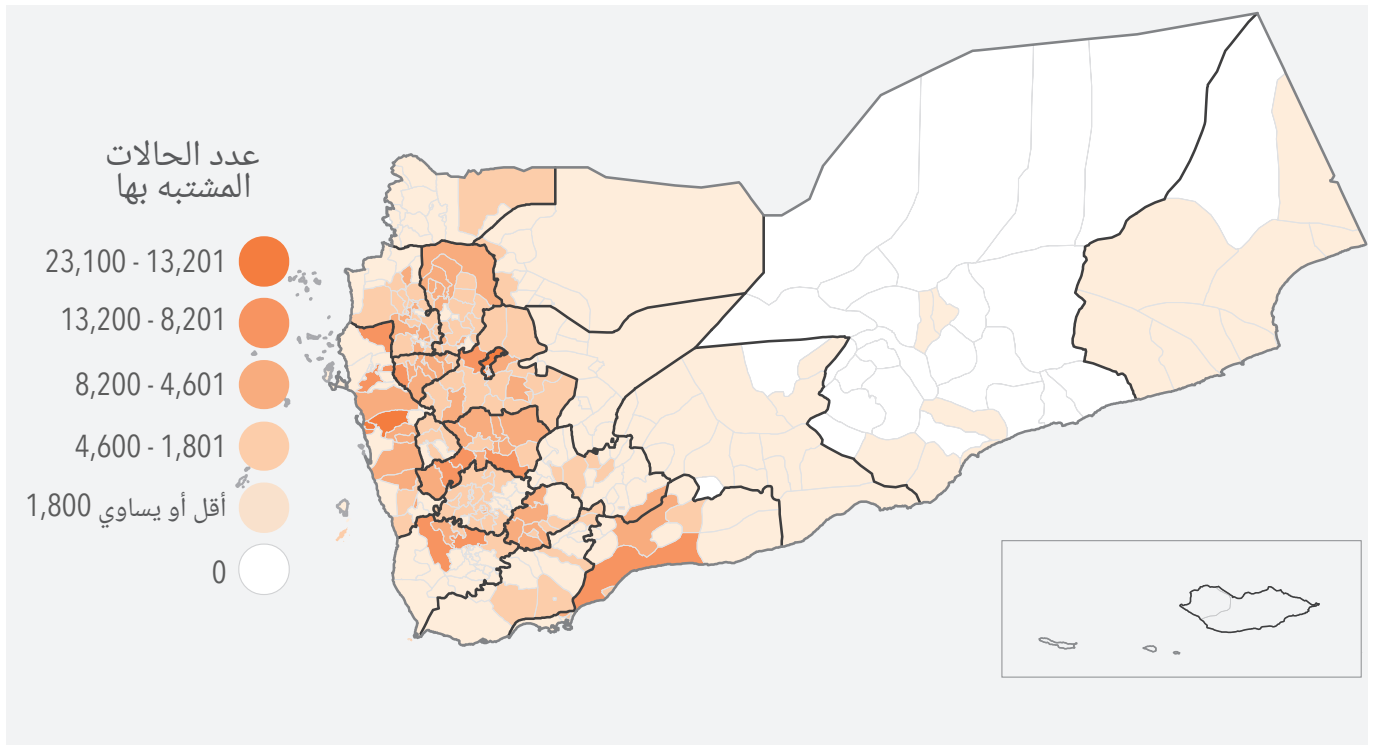 عدد الحالات
المشتبه بها
23,100 - 13,201
13,200 - 8,201
8,200 - 4,601
4,600 - 1,801
أقل أو يساوي 1,800
0